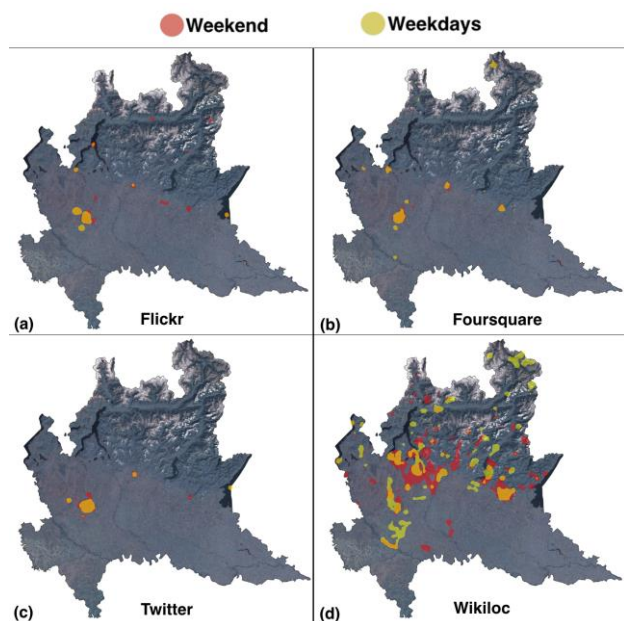 Weekend
Weekdays
(a)
Flickr
(b)
Foursquare
(c)
Twitter
(d)
Wikiloc